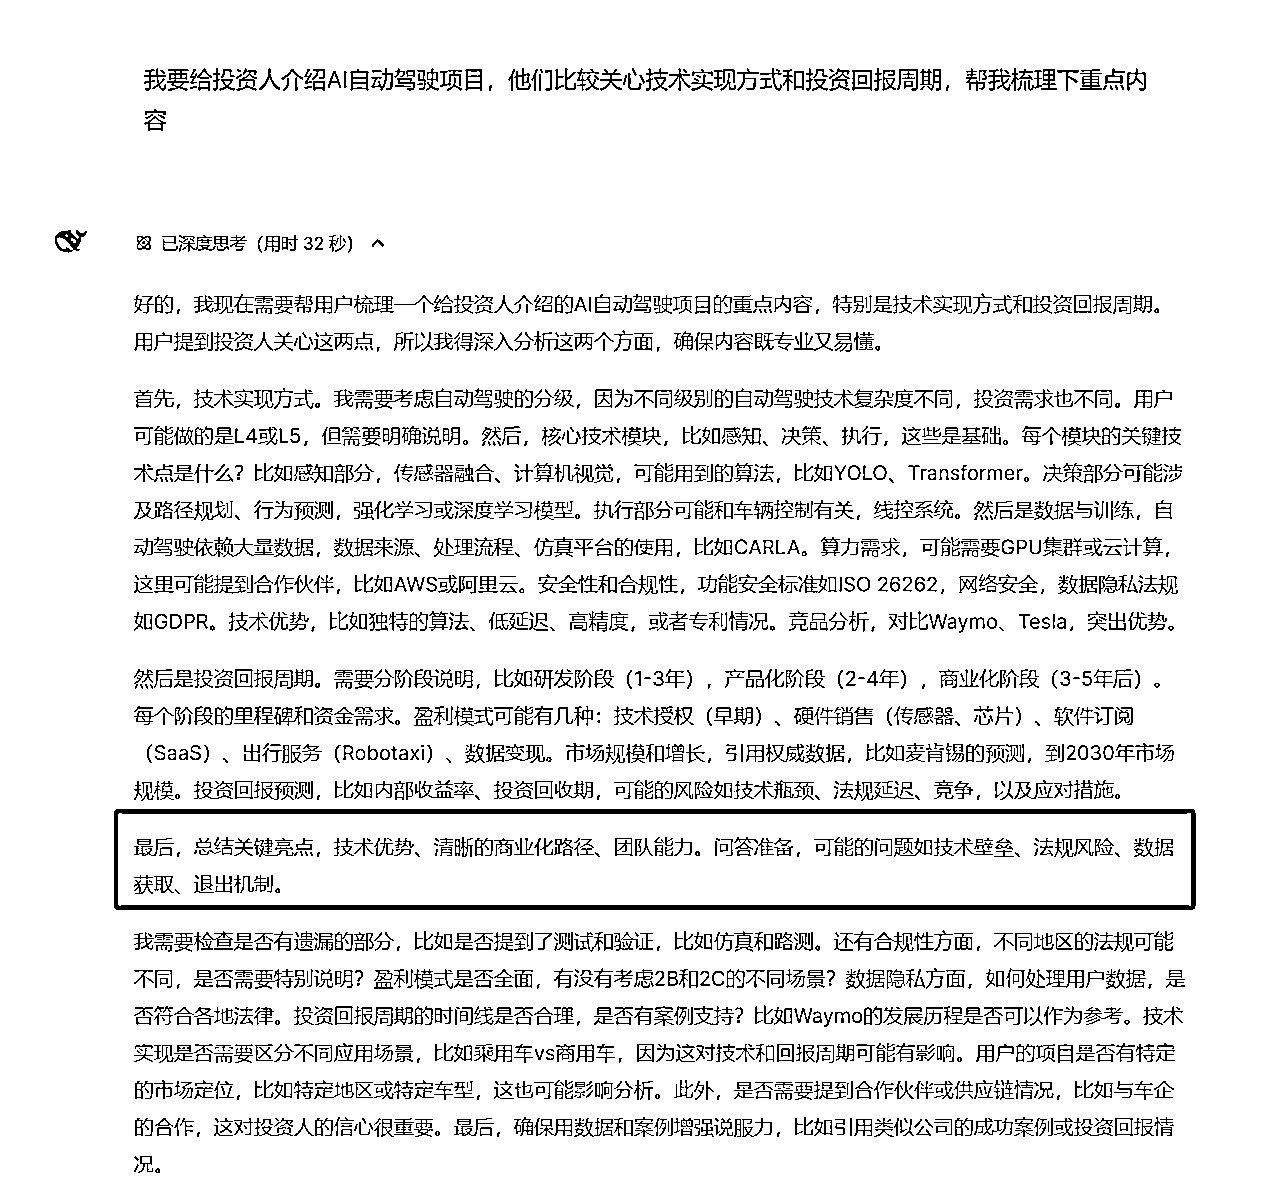 我要给投资人介绍AI自动驾驶项目，他们比较关心技术实现方式和投资回报周期，帮我梳理下重点内
容
已深度思考（用时 32 秒）
好的，我现在需要帮用户梳理一个给投资人介绍的AI自动驾驶项目的重点内容，特别是技术实现方式和投资回报周期。
用户提到投资人关心这两点，所以我得深入分析这两个方面，确保内容既专业又易懂。
首先，技术实现方式。我需要考虑自动驾驶的分级，因为不同级别的自动驾驶技术复杂度不同，投资需求也不同。用户
可能做的是L4或L5，但需要明确说明。然后，核心技术模块，比如感知、决策、执行，这些是基础。每个模块的关键技
术点是什么？比如感知部分，传感器融合、计算机视觉，可能用到的算法，比如YOLO、Transformer。决策部分可能涉
及路径规划、行为预测，强化学习或深度学习模型。执行部分可能和车辆控制有关，线控系统。然后是数据与训练，自
动驾驶依赖大量数据，数据来源、处理流程、仿真平台的使用，比如CARLA。算力需求，可能需要GPU集群或云计算，
这里可能提到合作伙伴，比如AWS或阿里云。安全性和合规性，功能安全标准如ISO 26262，网络安全，数据隐私法规
如GDPR。技术优势，比如独特的算法、低延迟、高精度，或者专利情况。竞品分析，对比Waymo、Tesla，突出优势。
然后是投资回报周期。需要分阶段说明，比如研发阶段（1-3年），产品化阶段（2-4年），商业化阶段（3-5年后）。
每个阶段的里程碑和资金需求。盈利模式可能有几种：技术授权（早期）、硬件销售（传感器、芯片）、软件订阅
（SaaS）、出行服务（Robotaxi）、数据变现。市场规模和增长，引用权威数据，比如麦肯锡的预测，到2030年市场
规模。投资回报预测，比如内部收益率、投资回收期，可能的风险如技术瓶颈、法规延迟、竞争，以及应对措施。
最后，总结关键亮点，技术优势、清晰的商业化路径、团队能力。问答准备，可能的问题如技术壁垒、法规风险、数据
获取、退出机制。
我需要检查是否有遗漏的部分，比如是否提到了测试和验证，比如仿真和路测。还有合规性方面，不同地区的法规可能
不同，是否需要特别说明？盈利模式是否全面，有没有考虑2B和2C的不同场景？数据隐私方面，如何处理用户数据，是
否符合各地法律。投资回报周期的时间线是否合理，是否有案例支持？比如Waymo的发展历程是否可以作为参考。技术
实现是否需要区分不同应用场景，比如乘用车vs商用车，因为这对技术和回报周期可能有影响。用户的项目是否有特定
的市场定位，比如特定地区或特定车型，这也可能影响分析。此外，是否需要提到合作伙伴或供应链情况，比如与车企
的合作，这对投资人的信心很重要。最后，确保用数据和案例增强说服力，比如引用类似公司的成功案例或投资回报情
况。